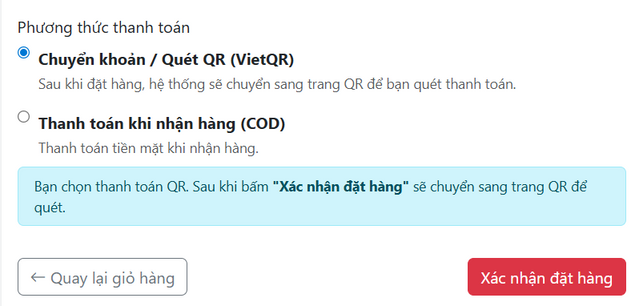 Phương thức thanh toán
Chuyển khoản / Quét QR (VietQR)
Sau khi đặt hàng, hệ thống sẽ chuyển sang trang QR để bạn quét thanh toán.
Thanh toán khi nhận hàng (COD)
Thanh toán tiền mặt khi nhận hàng.
Bạn chọn thanh toán QR. Sau khi bấm "Xác nhận đặt hàng" sẽ chuyển sang trang QR để
quét.
← Quay lại giỏ hàng
Xác nhận đặt hàng